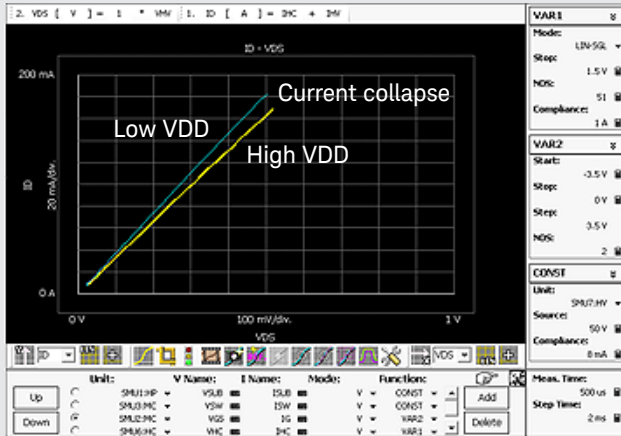 2. VDS [ V ]= 1 * VHV 1. ID [ A ]= IHC + IHV
ID - VDS
200 mA
Current collapse
Low VDD
High VDD
ID
20 mA/div.
0 A
0 V
100 mV/div.
1 V
VDS
ID
VDS
Unit: V Name: I Name: Mode: Function:
Up
SMU1:HP VSUB ISUB V CONST
Add
SMU3:MC VSW ISW V CONST
Down
SMU2:MC VGS IG V VAR2
Delete
SMU6:HC VHC IHC V VAR1
VAR1
Mode:
LIN-SGL
Stop:
1.5 V
NOS:
51
Compliance:
1 A
VAR2
Start:
-3.5 V
Stop:
0 V
Step:
3.5 V
NOS:
2
CONST
Unit:
SMU7:HV
Source:
50 V
Compliance:
8 mA
Meas. Time:
500 us
Step Time:
2 ms